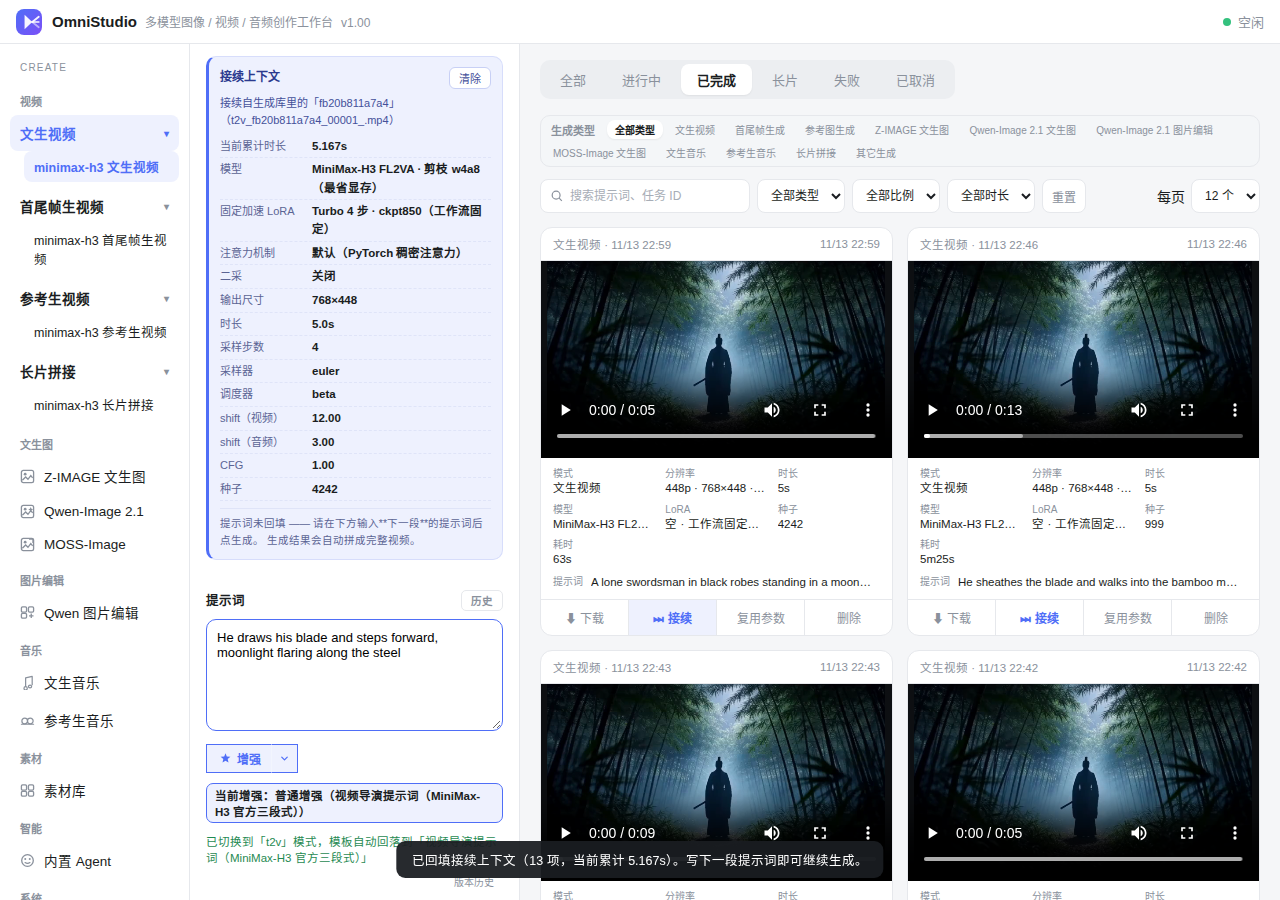 OmniStudio 多模型图像 / 视频 / 音频创作工作台 v1.00
空闲
CREATE
视频
文生视频 ▾
minimax-h3 文生视频
首尾帧生视频 ▾
minimax-h3 首尾帧生视
频
参考生视频 ▾
minimax-h3 参考生视频
长片拼接 ▾
minimax-h3 长片拼接
文生图
Z-IMAGE 文生图
Qwen-Image 2.1
MOSS-Image
图片编辑
Qwen 图片编辑
音乐
文生音乐
参考生音乐
素材
素材库
智能
内置 Agent
系统
接续上下文 清除
接续自生成库里的「fb20b811a7a4」
（t2v_fb20b811a7a4_00001_.mp4）
当前累计时长 5.167s
模型 MiniMax-H3 FL2VA · 剪枝 w4a8
（最省显存）
固定加速 LoRA Turbo 4 步 · ckpt850（工作流固
定）
注意力机制 默认（PyTorch 稠密注意力）
二采 关闭
输出尺寸 768×448
时长 5.0s
采样步数 4
采样器 euler
调度器 beta
shift（视频） 12.00
shift（音频） 3.00
CFG 1.00
种子 4242
提示词未回填 —— 请在下方输入**下一段**的提示词后
点生成。 生成结果会自动拼成完整视频。
提示词 历史
He draws his blade and steps forward,
moonlight flaring along the steel
增强
当前增强：普通增强（视频导演提示词（MiniMax-
H3 官方三段式））
已切换到「t2v」模式，模板自动回落到「视频导演提示
词（MiniMax-H3 官方三段式）」
版本历史
全部 进行中 已完成 长片 失败 已取消
生成类型 全部类型 文生视频 首尾帧生成 参考图生成 Z-IMAGE 文生图 Qwen-Image 2.1 文生图 Qwen-Image 2.1 图片编辑
MOSS-Image 文生图 文生音乐 参考生音乐 长片拼接 其它生成
搜索提示词、任务 ID 全部类型 全部比例 全部时长 重置 每页 12 个
文生视频 · 11/13 22:59 11/13 22:59
0:00 / 0:05
模式 分辨率 时长
文生视频 448p · 768×448 ·… 5s
模型 LoRA 种子
MiniMax-H3 FL2… 空 · 工作流固定… 4242
耗时
63s
提示词 A lone swordsman in black robes standing in a moon…
下载 接续 复用参数 删除
文生视频 · 11/13 22:46 11/13 22:46
0:00 / 0:13
模式 分辨率 时长
文生视频 448p · 768×448 ·… 5s
模型 LoRA 种子
MiniMax-H3 FL2… 空 · 工作流固定… 999
耗时
5m25s
提示词 He sheathes the blade and walks into the bamboo m…
下载 接续 复用参数 删除
文生视频 · 11/13 22:43 11/13 22:43
0:00 / 0:09
模式 分辨率 时长
文生视频 · 11/13 22:42 11/13 22:42
0:00 / 0:05
模式 分辨率 时长
已回填接续上下文（13 项，当前累计 5.167s）。写下一段提示词即可继续生成。